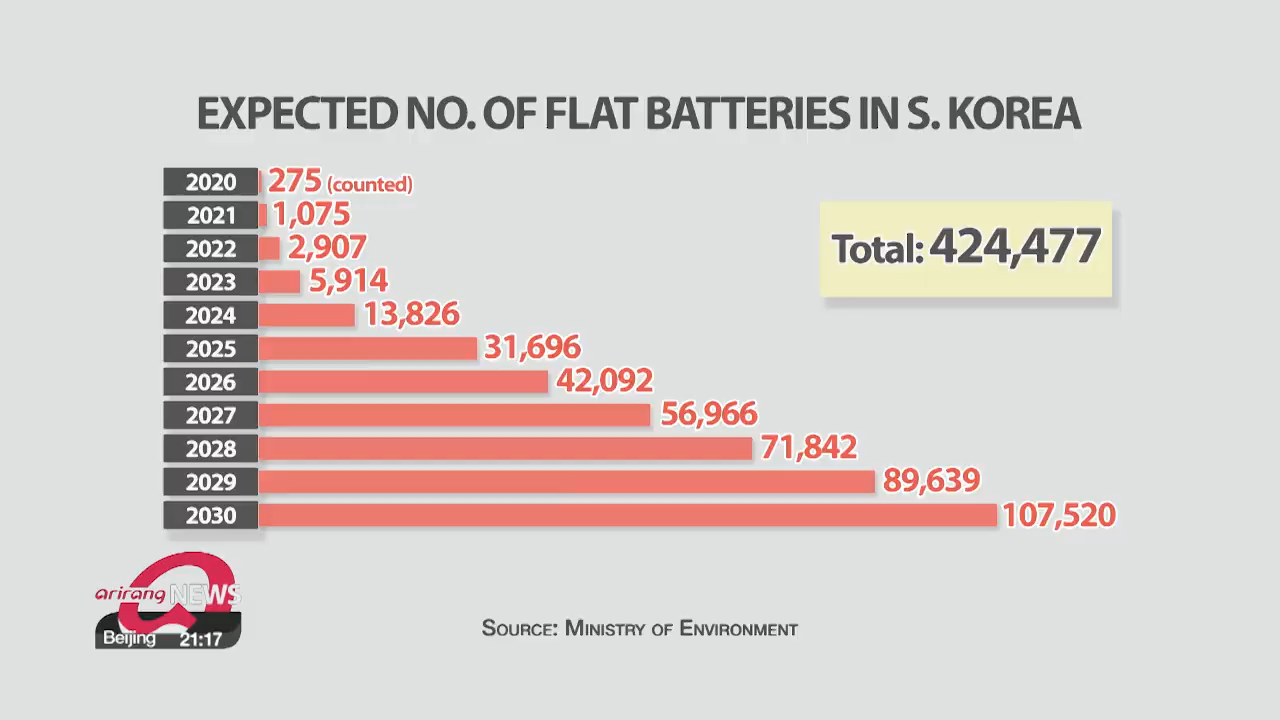 EXPECTED NO. OF FLAT BATTERIES IN S. KOREA
2020 275 (counted)
2021 1,075
2022 2,907
2023 5,914
2024 13,826
2025 31,696
2026 42,092
2027 56,966
2028 71,842
2029 89,639
2030 107,520
Total: 424,477
arirang NEWS
Beijing 21:17
SOURCE: MINISTRY OF ENVIRONMENT